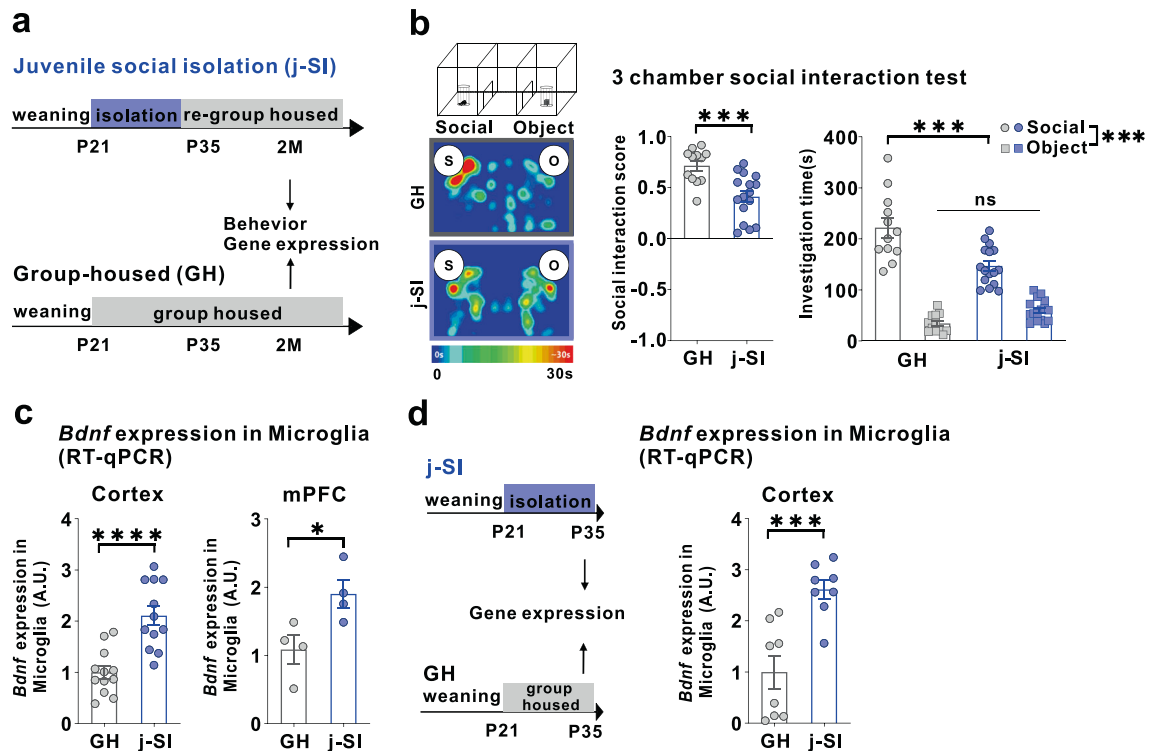 a
Juvenile social isolation (j-SI)
weaning isolation re-group housed
P21 P35 2M
Behevior
Gene expression
Group-housed (GH)
weaning group housed
P21 P35 2M
b
3 chamber social interaction test
Social Object
S O
GH
S O
j-SI
0s ~30s
0 30s
Social interaction score
1.0
0.5
0.0
-0.5
-1.0
***
GH j-SI
Investigation time(s)
400
300
200
100
0
***
ns
Social
Object
***
GH j-SI
c
Bdnf expression in Microglia
(RT-qPCR)
Cortex
Bdnf expression in
Microglia (A.U.)
4
3
2
1
0
****
GH j-SI
mPFC
Bdnf expression in
Microglia (A.U.)
3
2
1
0
*
GH j-SI
d
j-SI
weaning isolation
P21 P35
Gene expression
GH
weaning group
housed
P21 P35
Bdnf expression in Microglia
(RT-qPCR)
Cortex
Bdnf expression in
Microglia (A.U.)
4
3
2
1
0
***
GH j-SI